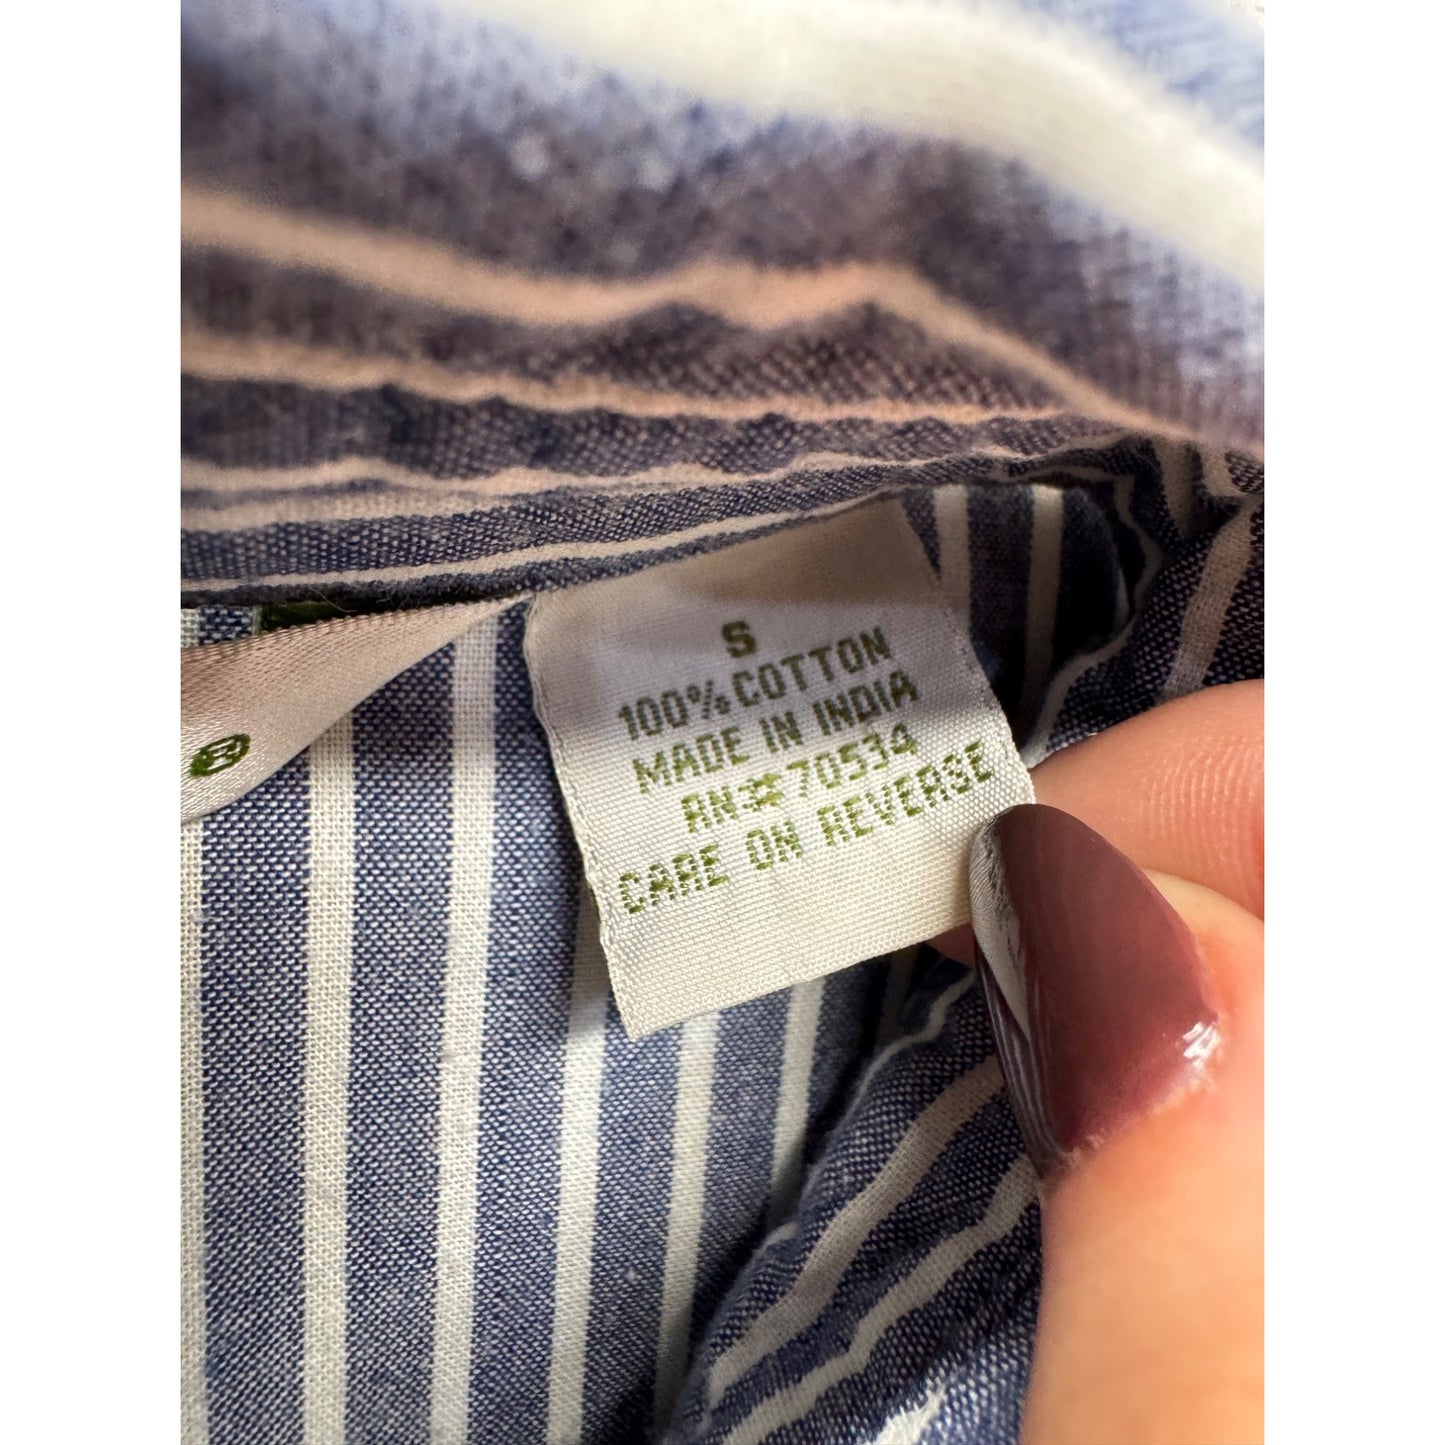 S
100% COTTON
MADE IN INDIA
RN#70534
CARE ON REVERSE
®